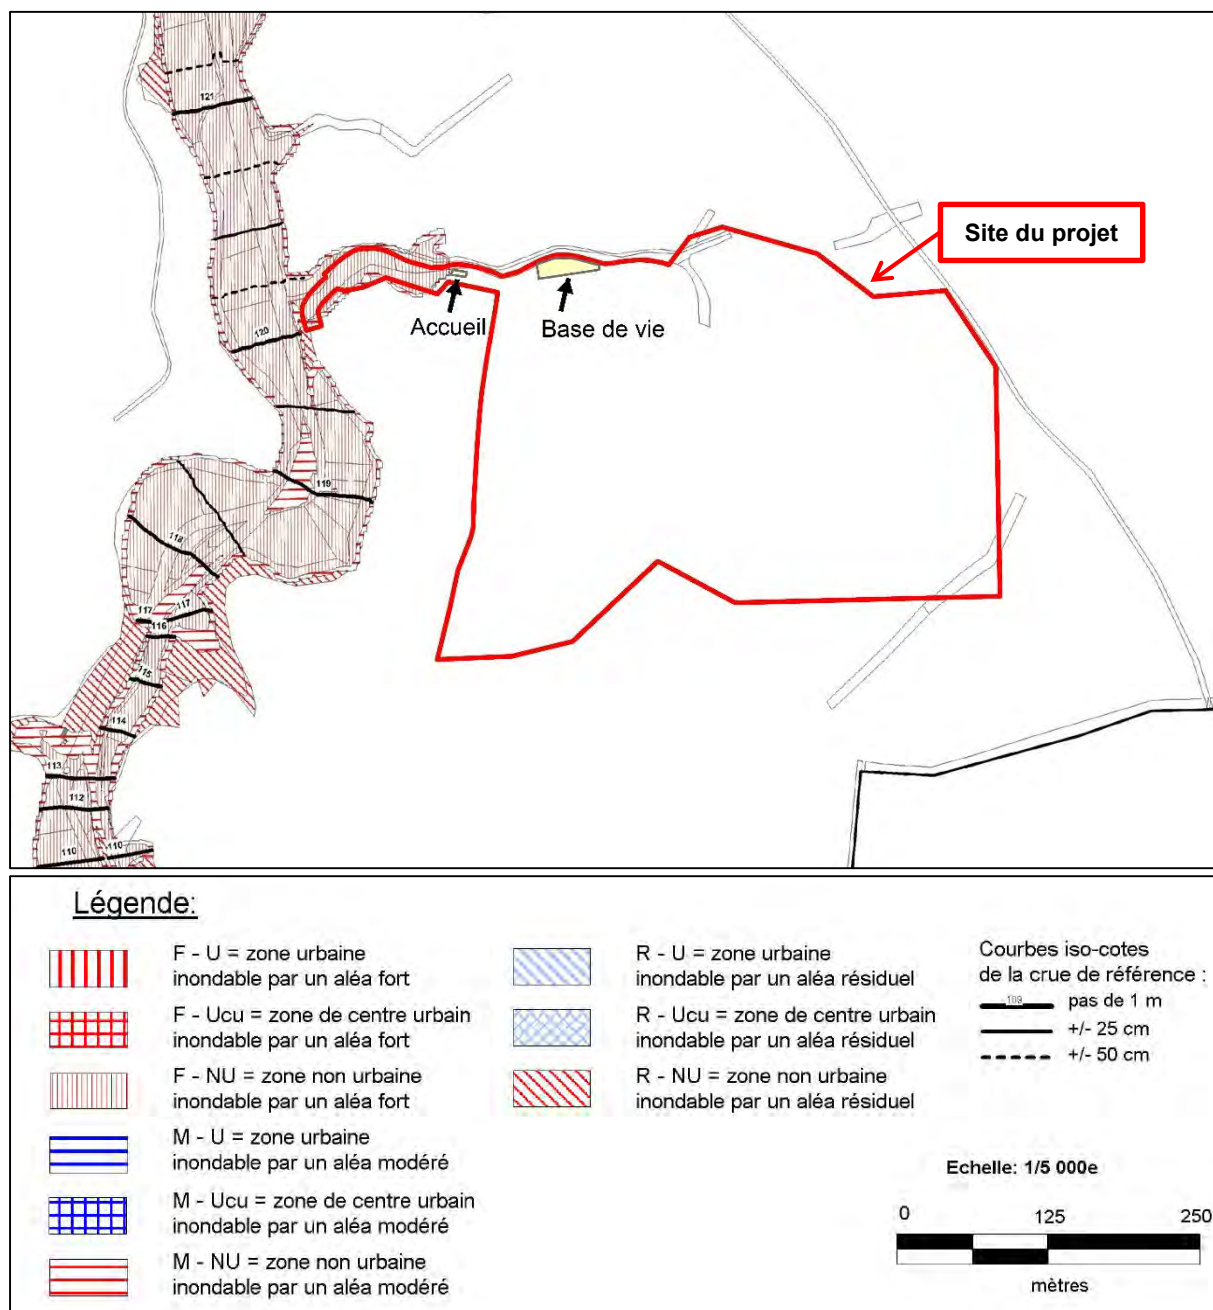 121
Site du projet
Accueil
Base de vie
120
119
118
117
117
116
115
114
113
112
110
110
Légende:
F - U = zone urbaine
inondable par un aléa fort
F - Ucu = zone de centre urbain
inondable par un aléa fort
F - NU = zone non urbaine
inondable par un aléa fort
M - U = zone urbaine
inondable par un aléa modéré
M - Ucu = zone de centre urbain
inondable par un aléa modéré
M - NU = zone non urbaine
inondable par un aléa modéré
R - U = zone urbaine
inondable par un aléa résiduel
R - Ucu = zone de centre urbain
inondable par un aléa résiduel
R - NU = zone non urbaine
inondable par un aléa résiduel
Courbes iso-cotes
de la crue de référence :
109
pas de 1 m
+/- 25 cm
+/- 50 cm
Echelle: 1/5 000e
0 125 250
mètres